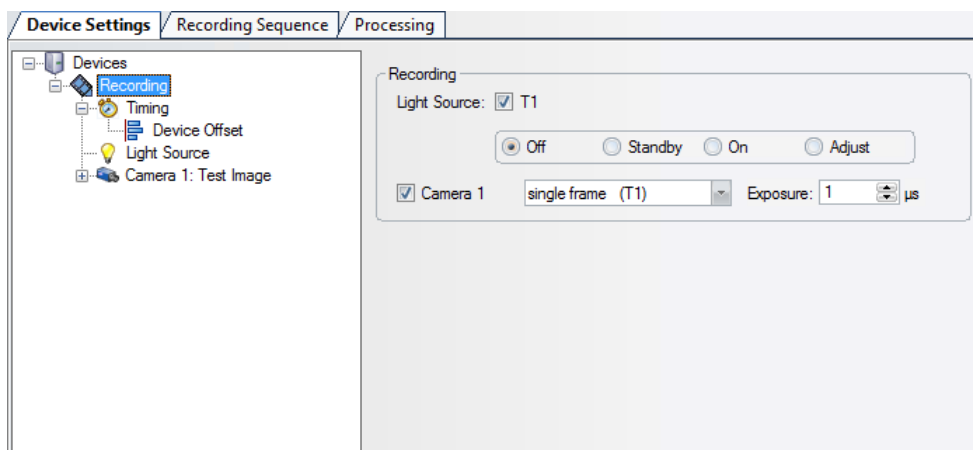 Device Settings Recording Sequence Processing
Devices
Recording
Timing
Device Offset
Light Source
Camera 1: Test Image
Recording
Light Source: T1
Off Standby On Adjust
Camera 1 single frame (T1) Exposure: 1 µs